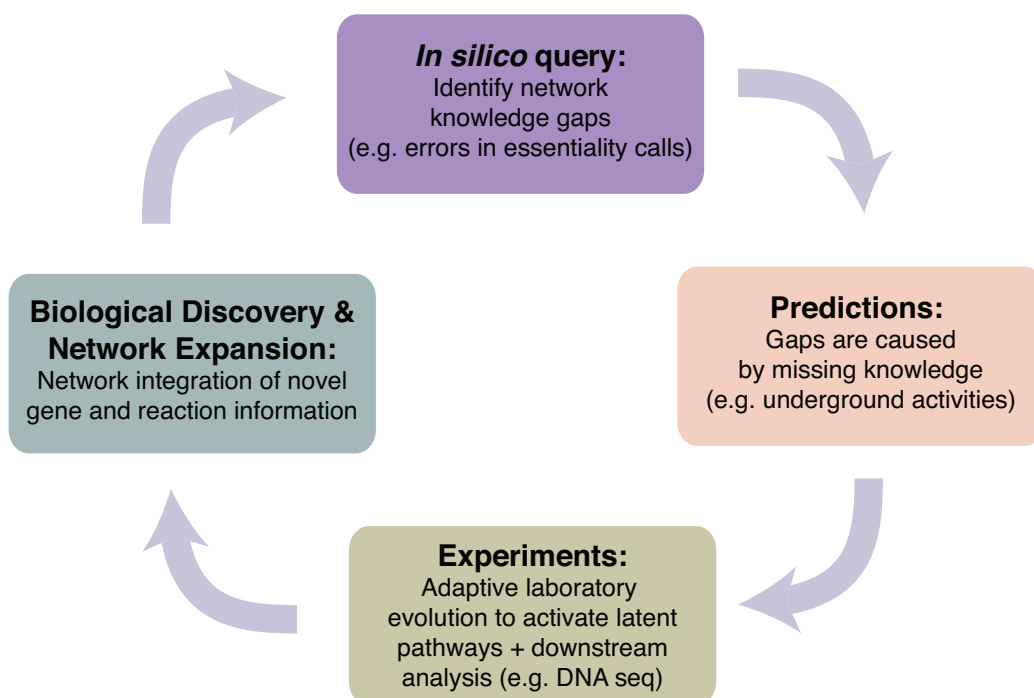 In silico query:
Identify network
knowledge gaps
(e.g. errors in essentiality calls)
Predictions:
Gaps are caused
by missing knowledge
(e.g. underground activities)
Experiments:
Adaptive laboratory
evolution to activate latent
pathways + downstream
analysis (e.g. DNA seq)
Biological Discovery &
Network Expansion:
Network integration of novel
gene and reaction information